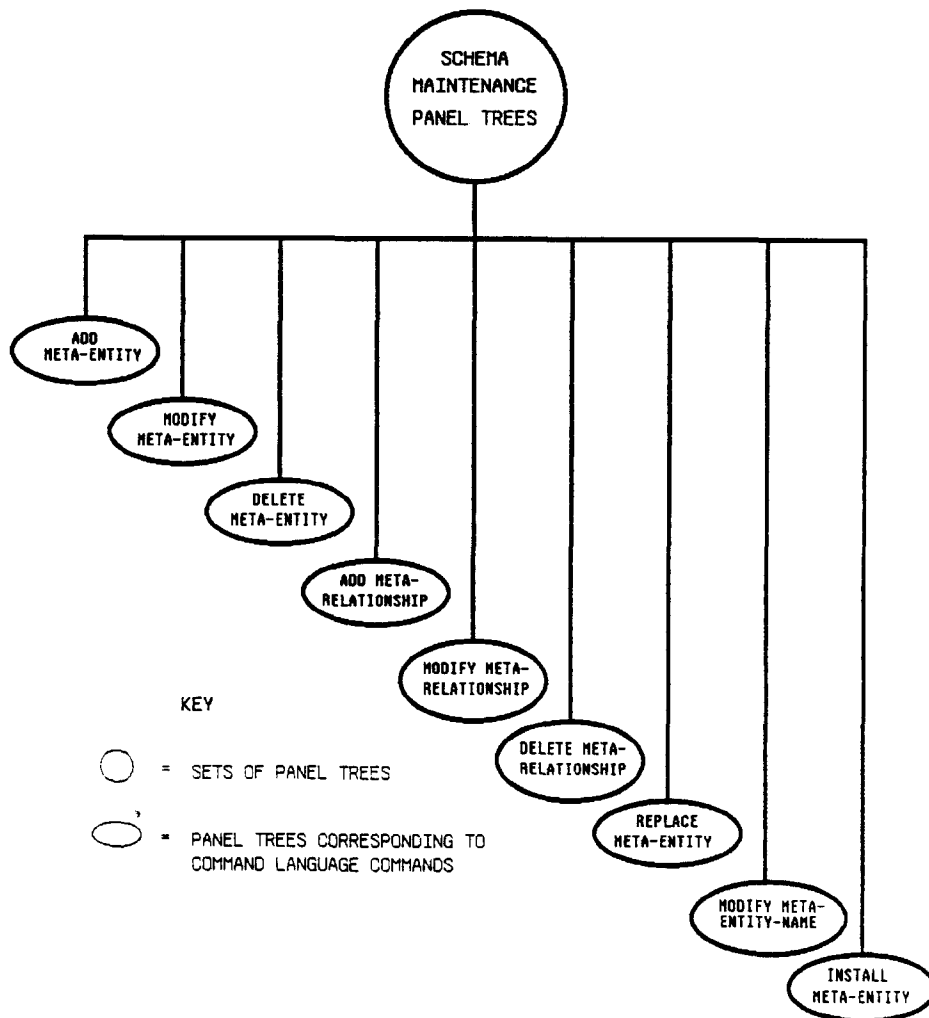 SCHEMA
MAINTENANCE
PANEL TREES
ADD
META-ENTITY
MODIFY
META-ENTITY
DELETE
META-ENTITY
ADD META-
RELATIONSHIP
MODIFY META-
RELATIONSHIP
DELETE META-
RELATIONSHIP
REPLACE
META-ENTITY
MODIFY META-
ENTITY-NAME
INSTALL
META-ENTITY
KEY
= SETS OF PANEL TREES
= PANEL TREES CORRESPONDING TO
COMMAND LANGUAGE COMMANDS